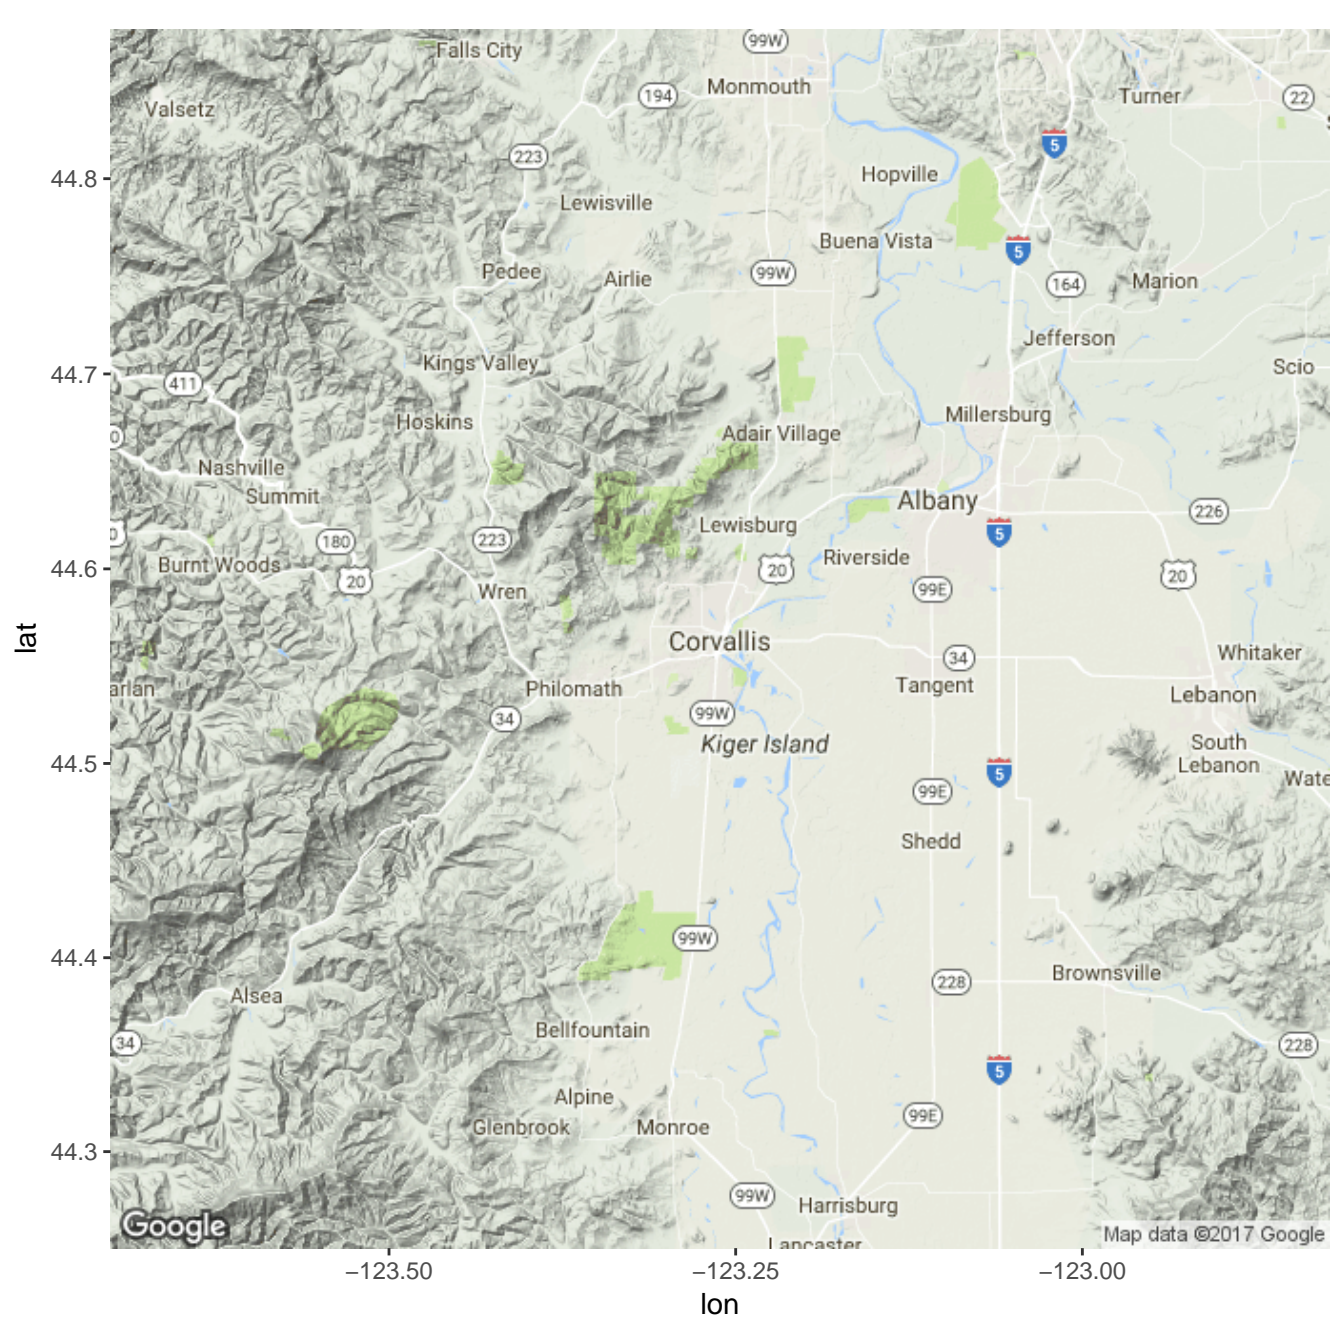 99W
Falls City
Monmouth
194
Turner
22
Valsetz
5
223
Hopville
44.8
Lewisville
Buena Vista
5
Pedee
Airlie
99W
164
Marion
Jefferson
Kings Valley
Scio
44.7
411
Hoskins
Millersburg
Adair Village
0
Nashville
Summit
Albany
226
Lewisburg
0
180
223
5
Burnt Woods
Riverside
44.6
20
20
20
Wren
99E
lat
Corvallis
Whitaker
34
arlan
Philomath
Tangent
Lebanon
34
99W
Kiger Island
South
Lebanon
44.5
5
Wate
99E
Shedd
99W
44.4
Brownsville
228
Alsea
Bellfountain
34
228
5
Alpine
99E
Glenbrook
Monroe
44.3
99W
Harrisburg
Google
Map data ©2017 Google
Lancaster
−123.50
−123.25
−123.00
lon